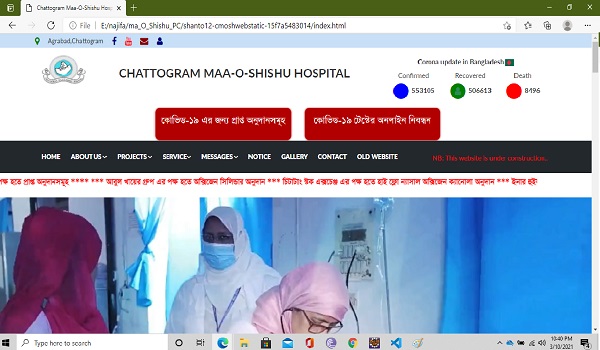 Chattogram Maa-O-Shishu Hosp
File E:/najifa/ma_O_Shishu_PC/shanto12-cmoshwebstatic-15f7a5483014/index.html
Agrabad,Chattogram
Corona update in Bangladesh
CHATTOGRAM MAA-O-SHISHU HOSPITAL
Confirmed Recovered Death
553105 506613 8496
কোভিড-১৯ এর জন্য প্রাপ্ত অনুদানসমূহ কোভিড-১৯ টেস্টের অনলাইন নিবন্ধন
HOME ABOUT US PROJECTS SERVICE MESSAGES NOTICE GALLERY CONTACT OLD WEBSITE NB: This website is under construction..
পক্ষ হতে প্রাপ্ত অনুদানসমূহ **** *** আবুল খায়ের গ্রুপ এর পক্ষ হতে অক্সিজেন সিলিন্ডার অনুদান *** চিটাগাং স্টক এক্সচেঞ্জ এর পক্ষ হতে হাই ফ্লো ন্যাসাল অক্সিজেন ক্যানোলা অনুদান *** ইনার হুই
Type here to search
10:40 PM
3/10/2021